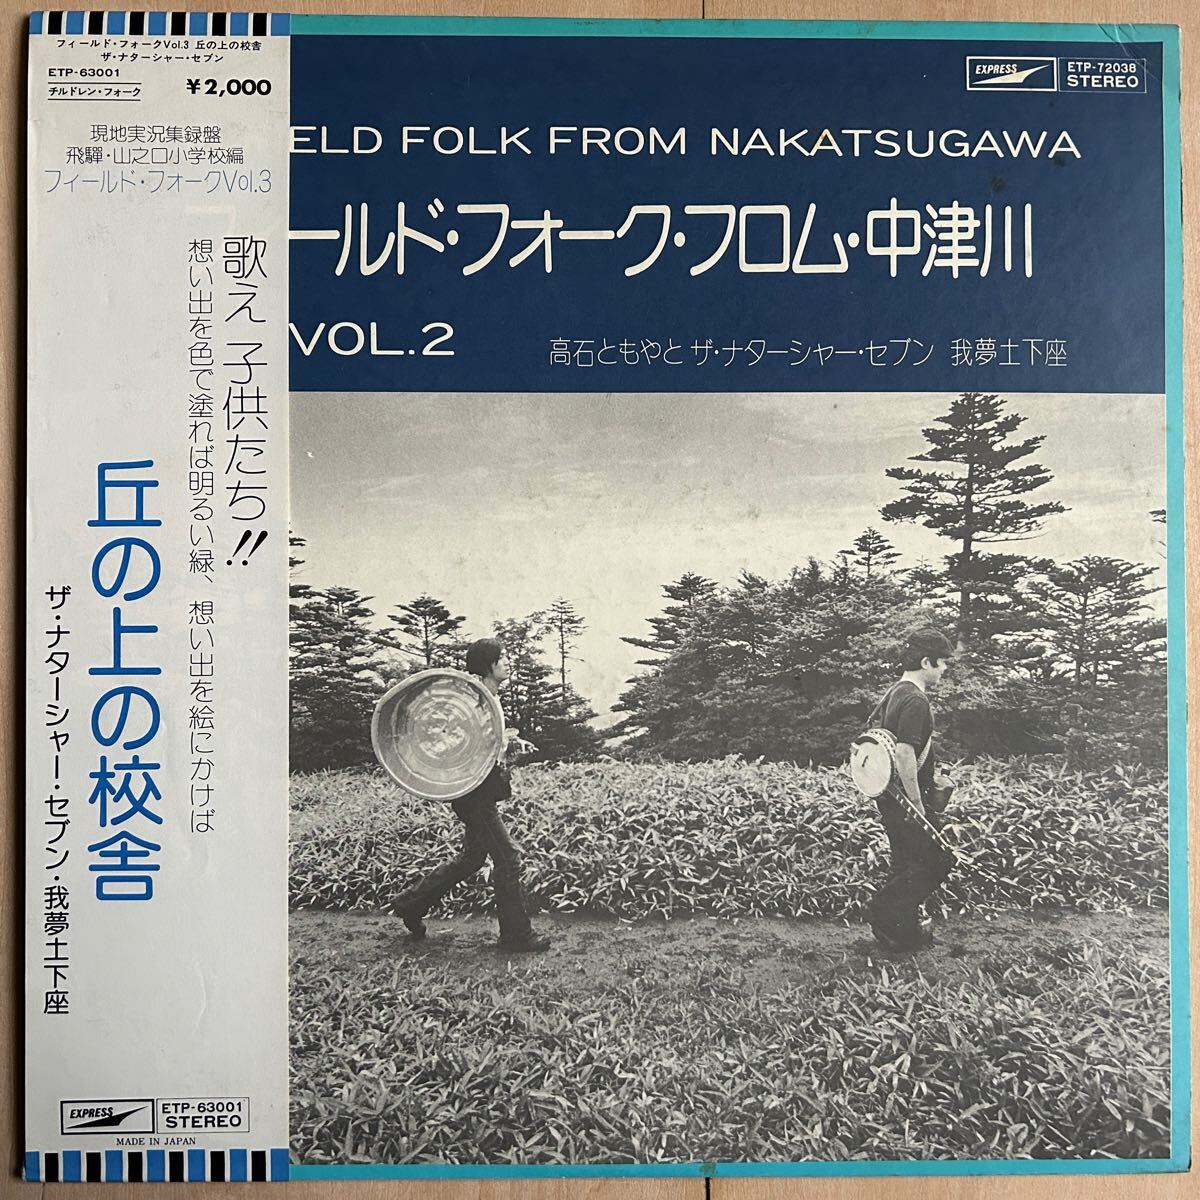 フィールド・フォークVol.3 丘の上の校舎
ザ・ナターシャー・セブン
ETP-63001
¥2,000
チルドレン・フォーク
現地実況集録盤
飛驒・山之口小学校編
フィールド・フォークVol.3
歌え 子供たち!!
想い出を色で塗れば明るい緑、想い出を絵にかけば
丘の上の校舎
ザ・ナターシャー・セブン・我夢土下座
EXPRESS
ETP-63001
STEREO
MADE IN JAPAN
EXPRESS
ETP-72038
STEREO
ELD FOLK FROM NAKATSUGAWA
ールド・フォーク・フロム・中津川
VOL.2
高石ともやと ザ・ナターシャー・セブン 我夢土下座